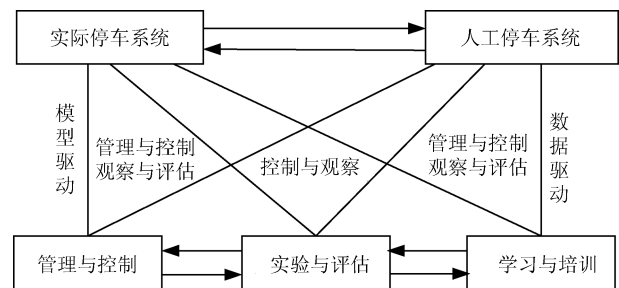 实际停车系统
人工停车系统
模型驱动
管理与控制
观察与评估
控制与观察
管理与控制
观察与评估
数据驱动
管理与控制
实验与评估
学习与培训